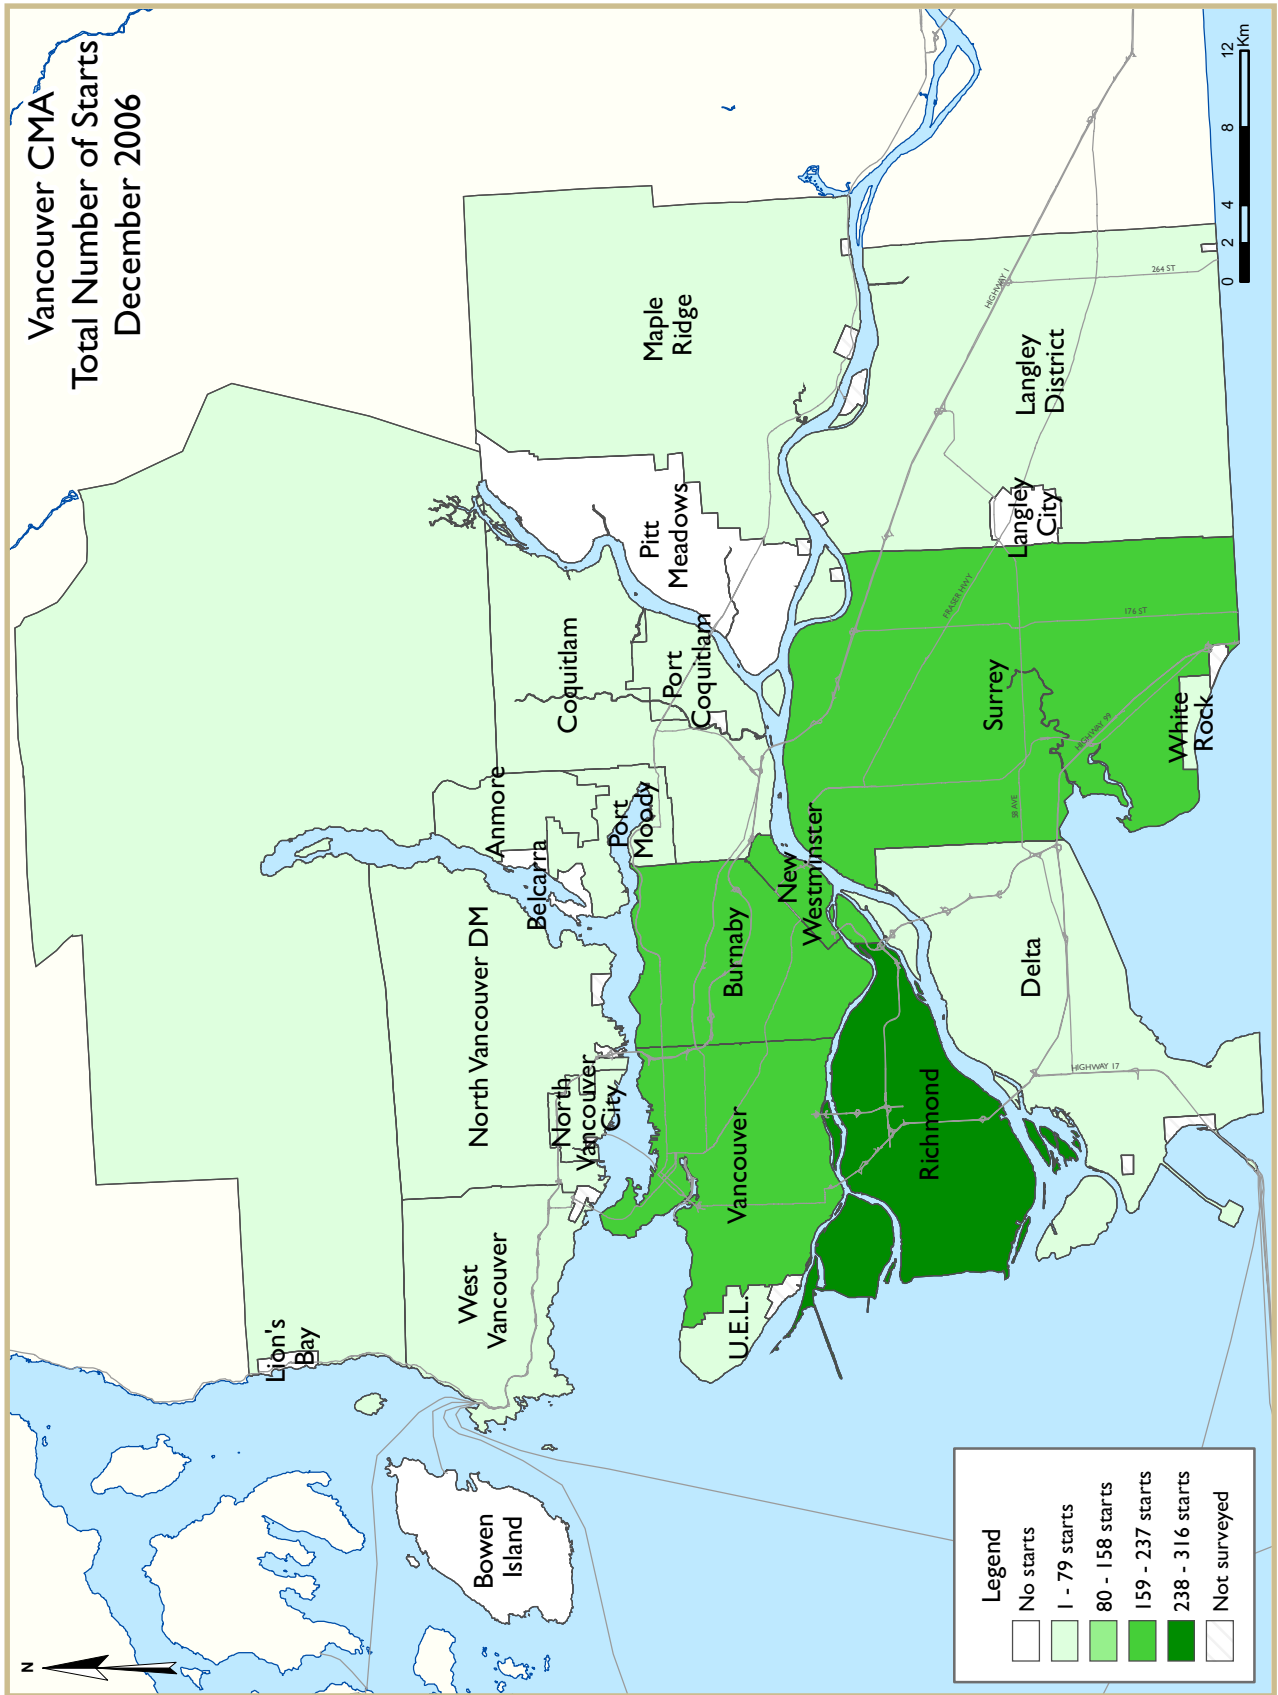 Vancouver CMA
Total Number of Starts
December 2006
N
Lion's
Bay
Bowen
Island
West
Vancouver
North Vancouver DM
North
Vancouver
City
Anmore
Belcarra
Coquitlam
Port
Moody
Port
Coquitlam
Pitt
Meadows
Maple
Ridge
U.E.L.
Vancouver
Burnaby
New
Westminster
Richmond
Delta
Surrey
White
Rock
Langley
City
Langley
District
HIGHWAY 1
264 ST
FRASER HWY
176 ST
HIGHWAY 99
58 AVE
HIGHWAY 17
0 2 4 8 12
Km
Legend
No starts
1 - 79 starts
80 - 158 starts
159 - 237 starts
238 - 316 starts
Not surveyed